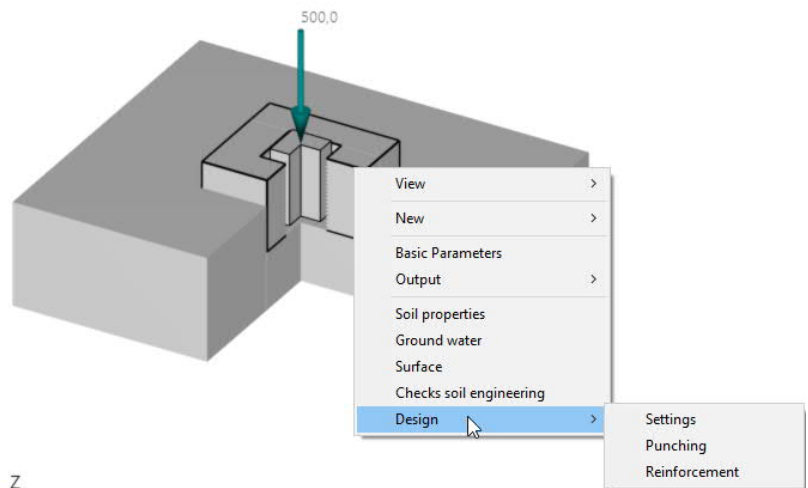 500,0
View
New
Basic Parameters
Output
Soil properties
Ground water
Surface
Checks soil engineering
Design
Settings
Punching
Reinforcement
Z